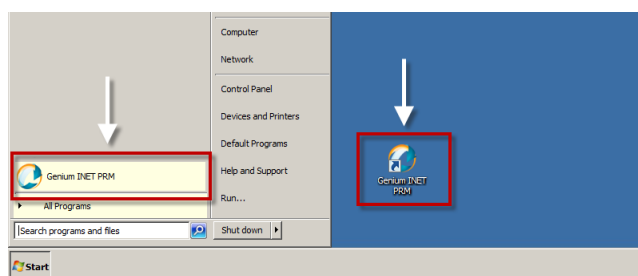 Computer
Network
Control Panel
Devices and Printers
Default Programs
Help and Support
Run...
Genium INET PRM
All Programs
Search programs and files
Shut down
Genium INET
PRM
Start